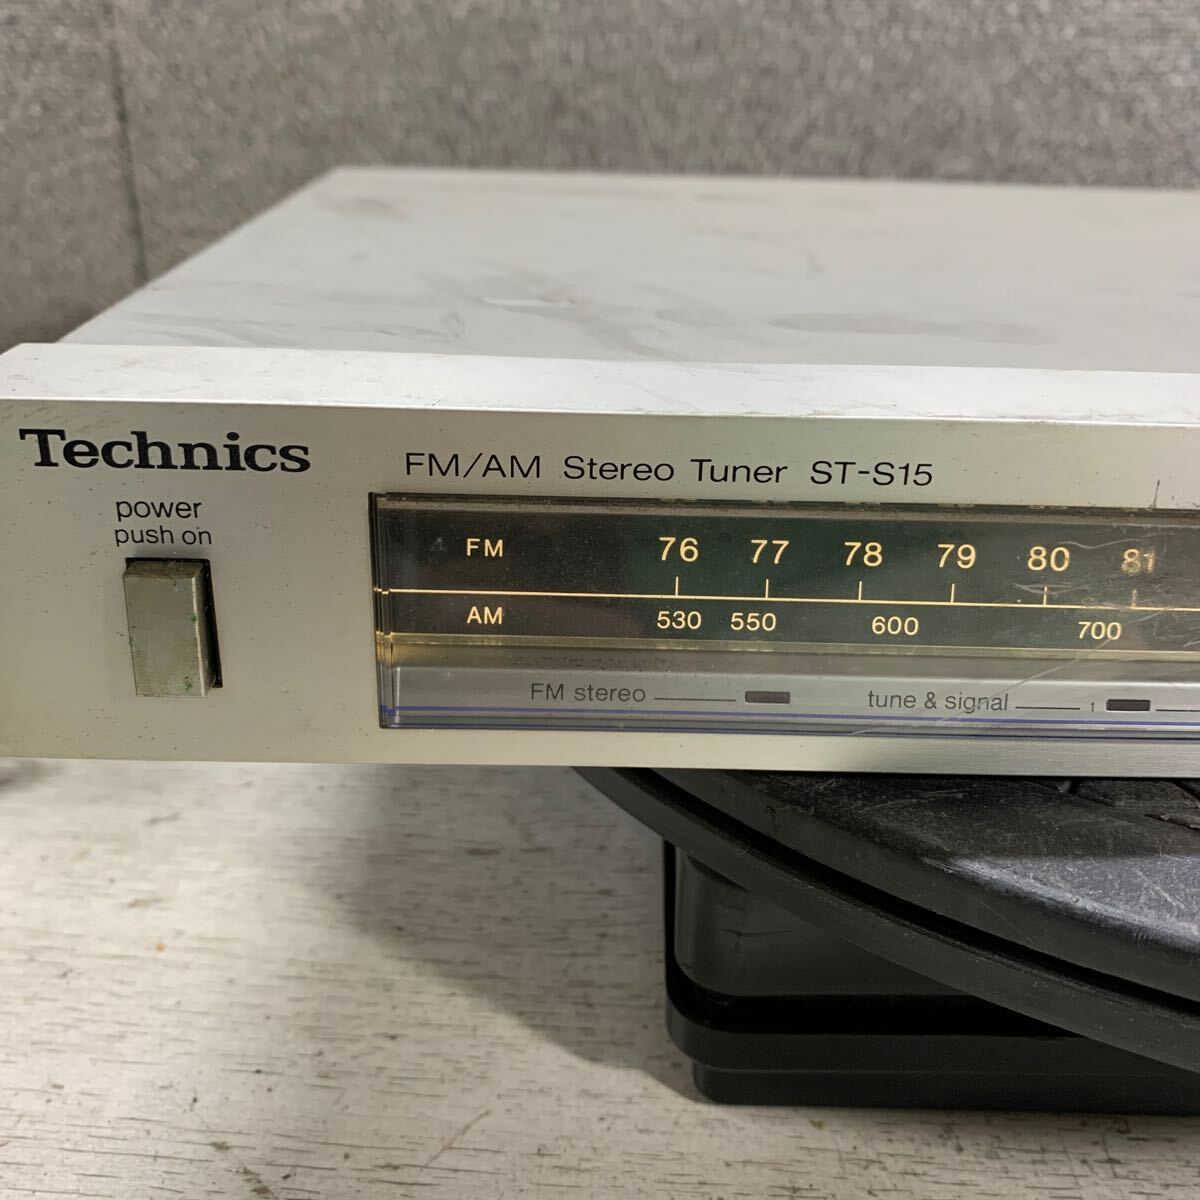 Technics
FM/AM Stereo Tuner ST-S15
power
push on
FM 76 77 78 79 80 81
AM 530 550 600 700
FM stereo
tune & signal 1